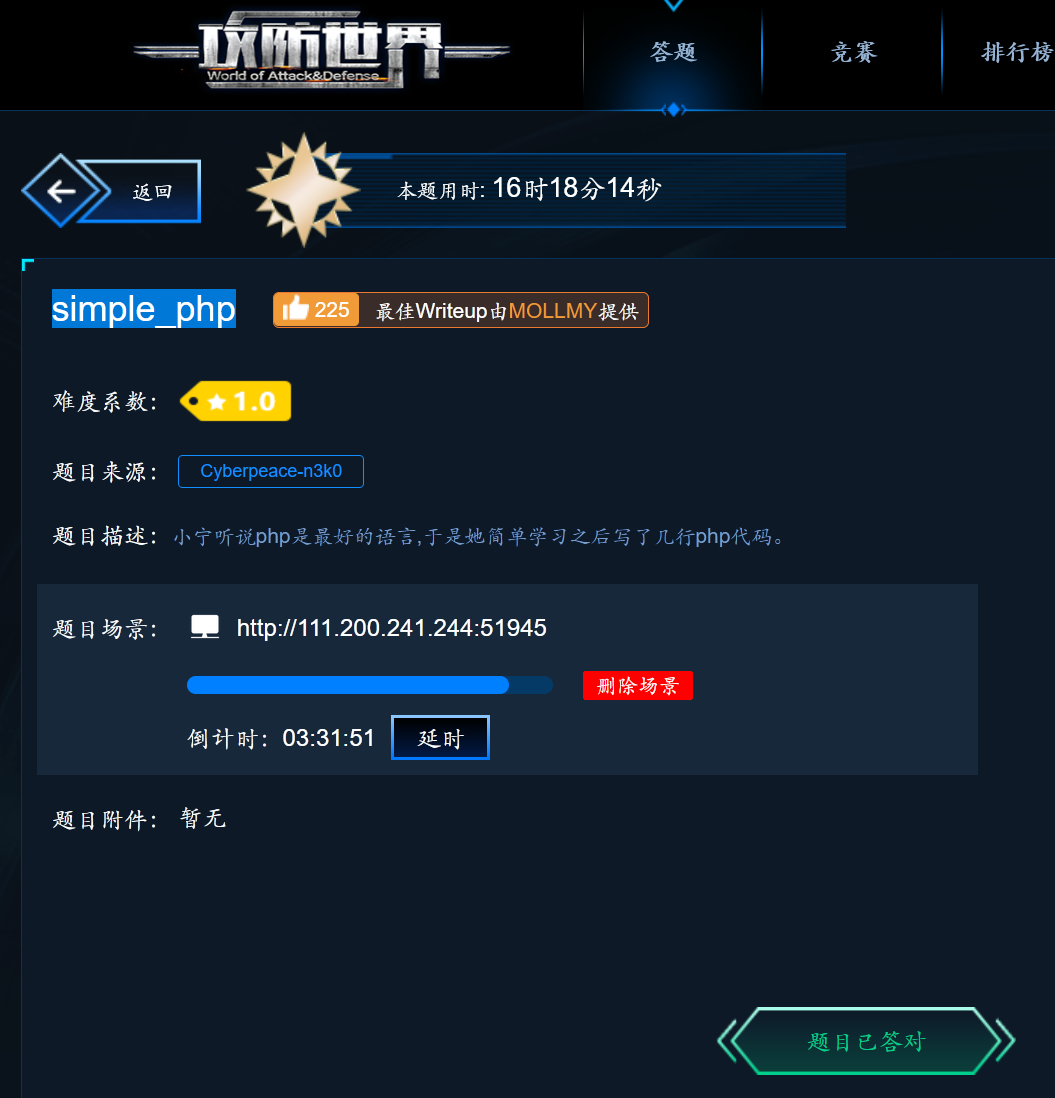 攻防世界
World of Attack&Defense
答题 竞赛 排行榜
返回
本题用时: 16时18分14秒
simple_php 225 最佳Writeup由MOLLMY提供
难度系数： 1.0
题目来源： Cyberpeace-n3k0
题目描述： 小宁听说php是最好的语言,于是她简单学习之后写了几行php代码。
题目场景： http://111.200.241.244:51945
删除场景
倒计时：03:31:51 延时
题目附件： 暂无
题目已答对